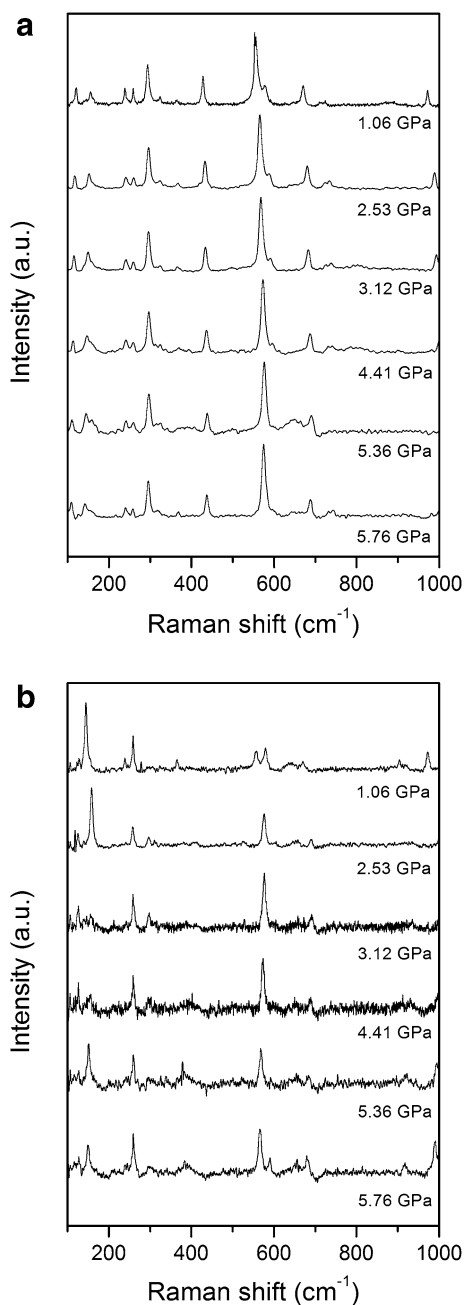 a
Intensity (a.u.)
1.06 GPa
2.53 GPa
3.12 GPa
4.41 GPa
5.36 GPa
5.76 GPa
200 400 600 800 1000
Raman shift (cm⁻¹)
b
Intensity (a.u.)
1.06 GPa
2.53 GPa
3.12 GPa
4.41 GPa
5.36 GPa
5.76 GPa
200 400 600 800 1000
Raman shift (cm⁻¹)